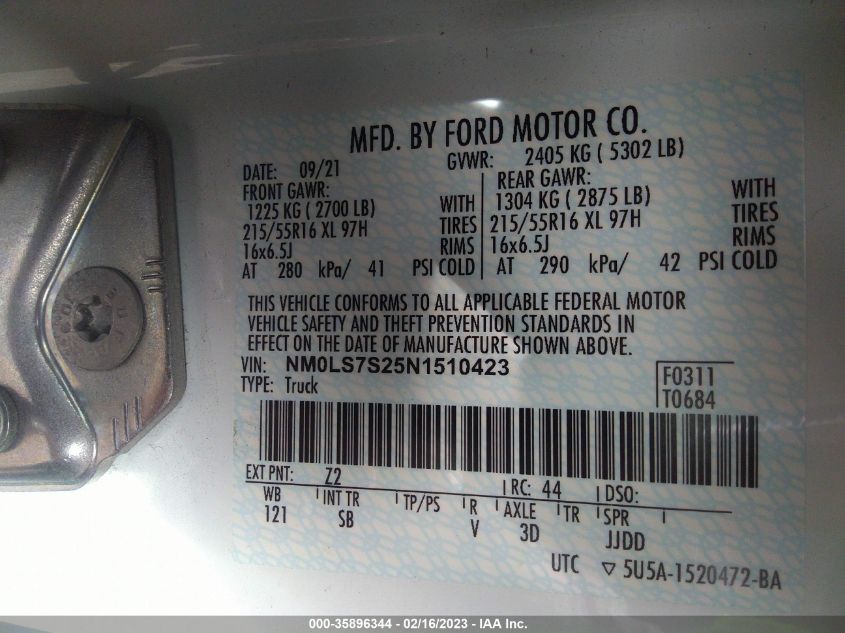 MFD. BY FORD MOTOR CO.
DATE: 09/21 GVWR: 2405 KG ( 5302 LB)
FRONT GAWR: REAR GAWR:
1225 KG ( 2700 LB) WITH 1304 KG ( 2875 LB) WITH
215/55R16 XL 97H TIRES 215/55R16 XL 97H TIRES
16x6.5J RIMS 16x6.5J RIMS
AT 280 kPa/ 41 PSI COLD AT 290 kPa/ 42 PSI COLD
THIS VEHICLE CONFORMS TO ALL APPLICABLE FEDERAL MOTOR
VEHICLE SAFETY AND THEFT PREVENTION STANDARDS IN
EFFECT ON THE DATE OF MANUFACTURE SHOWN ABOVE.
VIN: NM0LS7S25N1510423
TYPE: Truck
F0311
T0684
EXT PNT: Z2 RC: 44 DSO:
WB INT TR TP/PS R AXLE TR SPR
121 SB V 3D JJDD
UTC ▽ 5U5A-1520472-BA
000-35896344 - 02/16/2023 - IAA Inc.